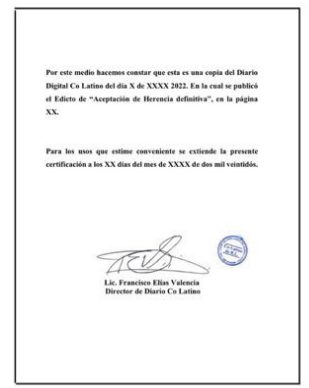 Por este medio hacemos constar que esta es una copia del Diario
Digital Co Latino del día X de XXXX 2022. En la cual se publicó
el Edicto de “Aceptación de Herencia definitiva”, en la página
XX.
Para los usos que estime conveniente se extiende la presente
certificación a los XX días del mes de XXXX de dos mil veintidós.
Lic. Francisco Elías Valencia
Director de Diario Co Latino